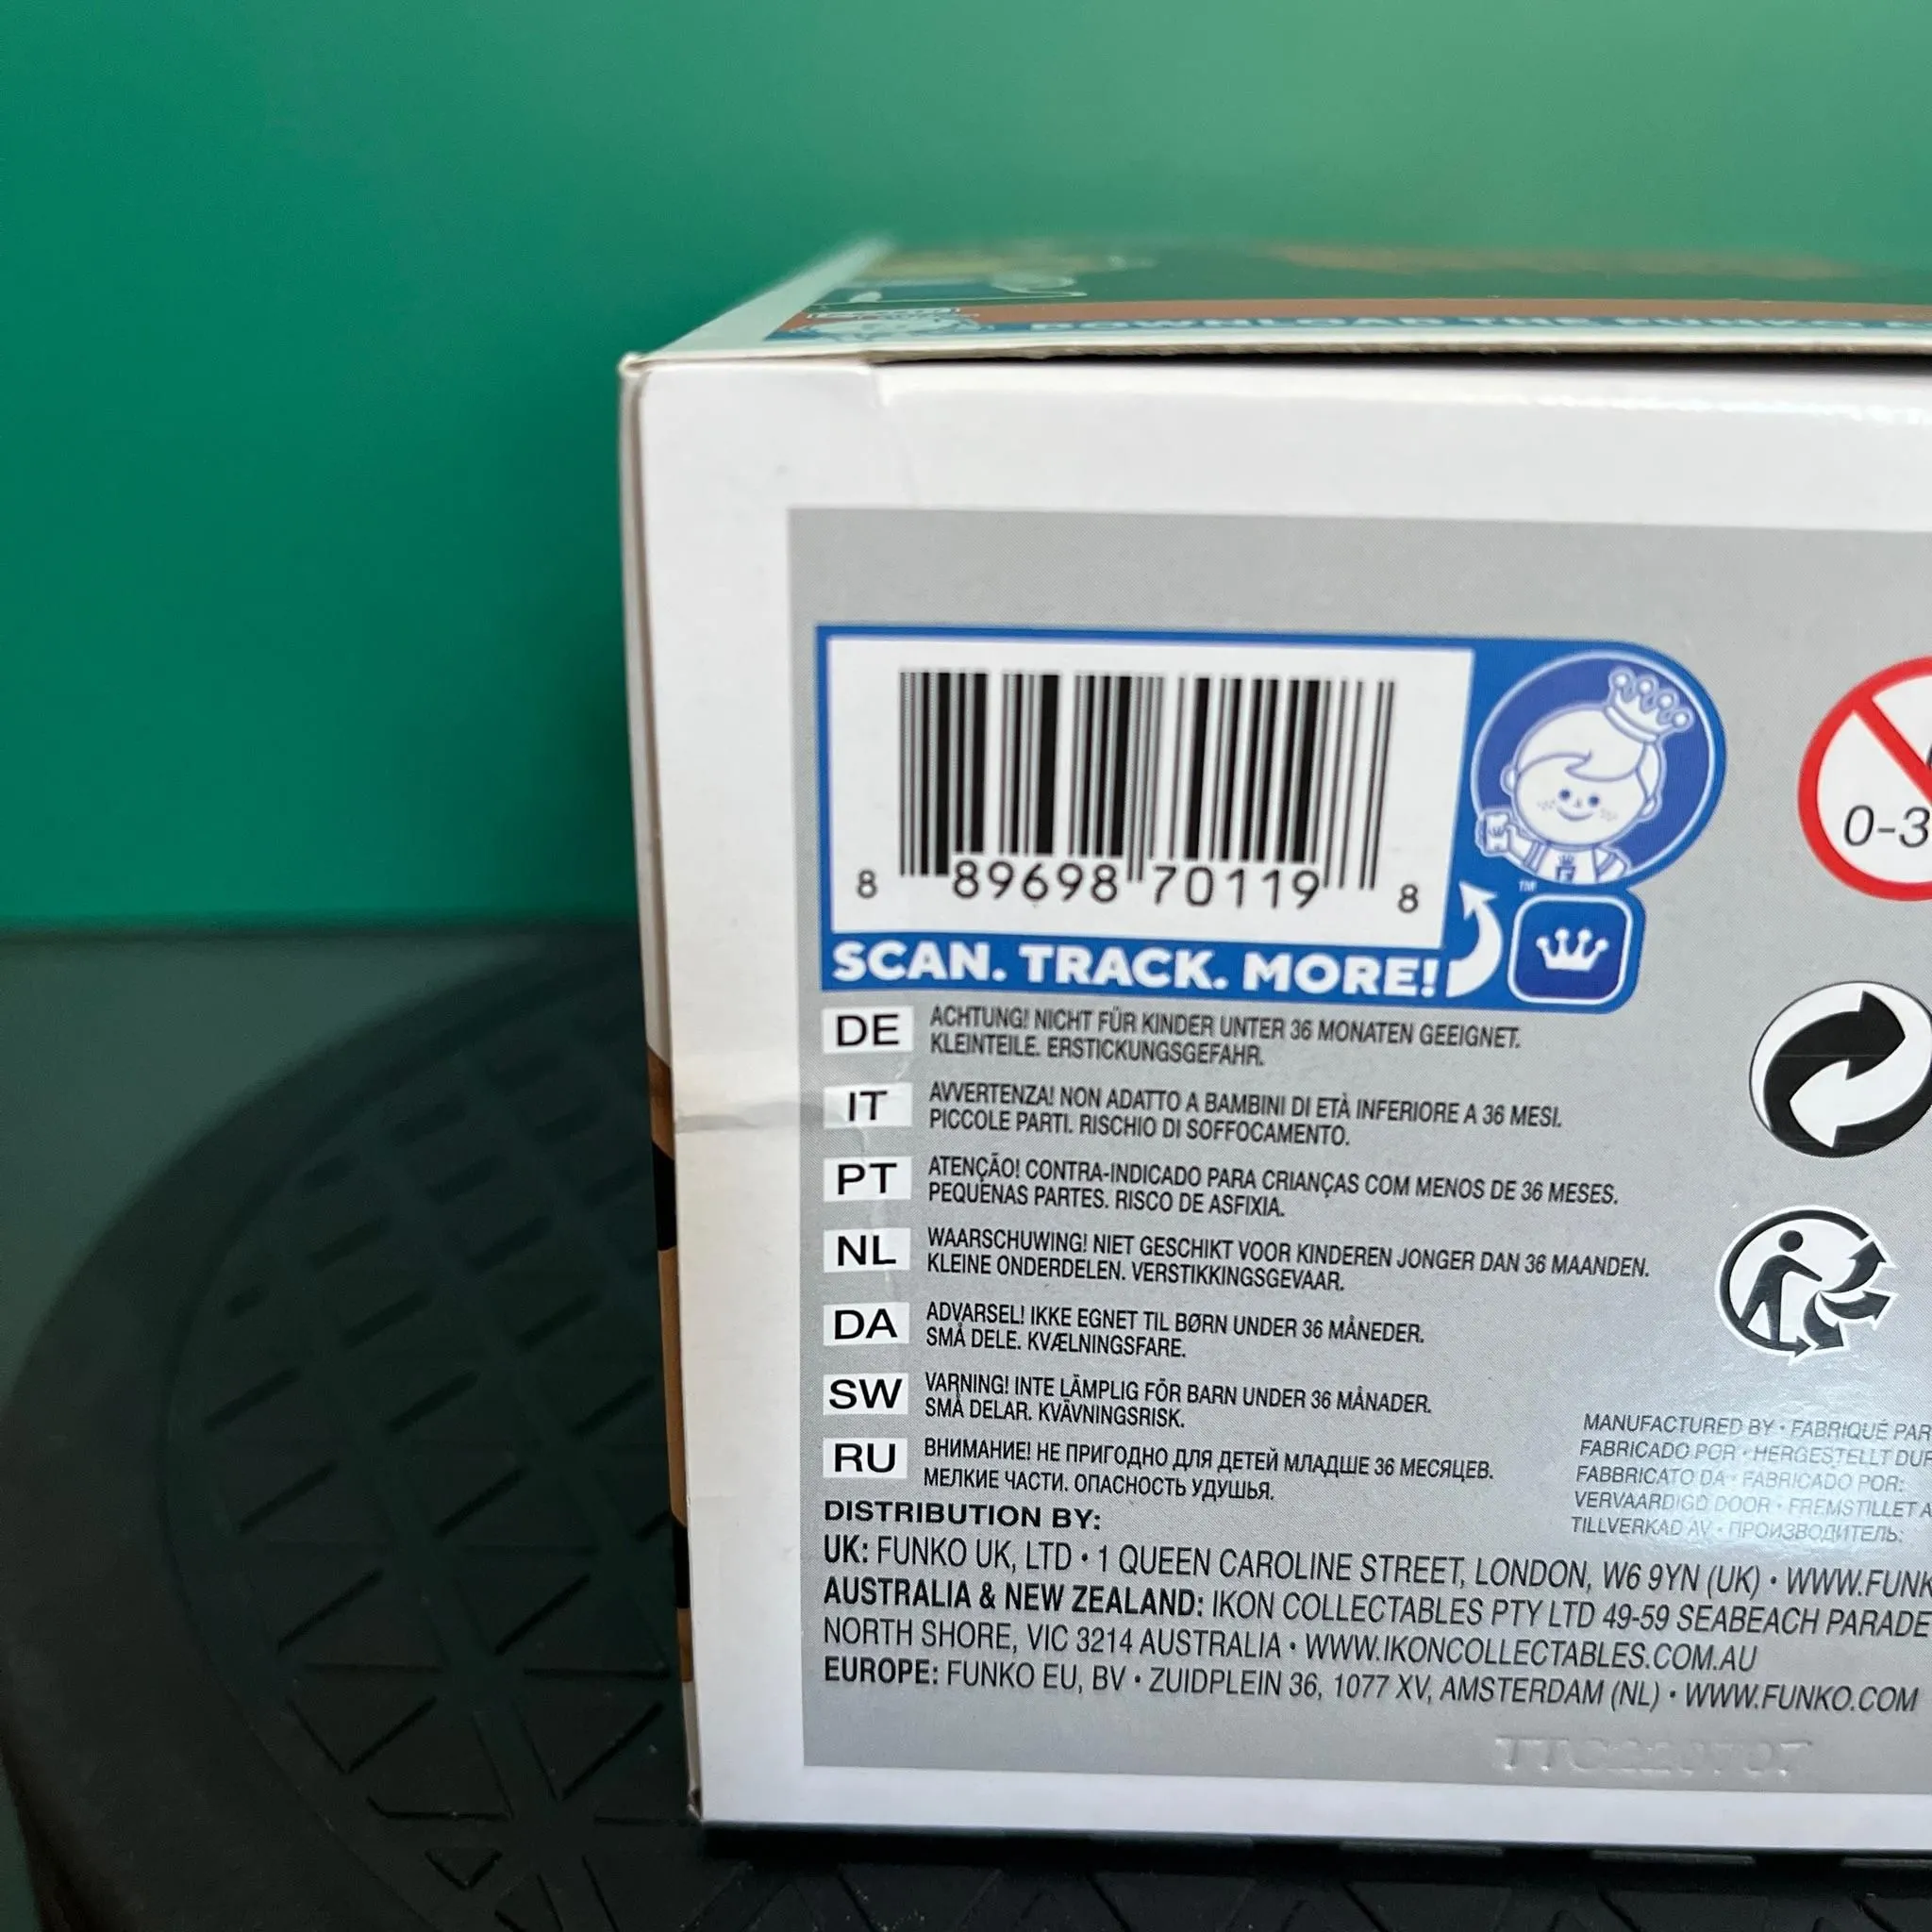 DOWNLOAD THE FUNKO
8 89698 70119 8
0-3
TM
SCAN. TRACK. MORE!
DE ACHTUNG! NICHT FÜR KINDER UNTER 36 MONATEN GEEIGNET.
KLEINTEILE. ERSTICKUNGSGEFAHR.
IT AVVERTENZA! NON ADATTO A BAMBINI DI ETÀ INFERIORE A 36 MESI.
PICCOLE PARTI. RISCHIO DI SOFFOCAMENTO.
PT ATENÇÃO! CONTRA-INDICADO PARA CRIANÇAS COM MENOS DE 36 MESES.
PEQUENAS PARTES. RISCO DE ASFIXIA.
NL WAARSCHUWING! NIET GESCHIKT VOOR KINDEREN JONGER DAN 36 MAANDEN.
KLEINE ONDERDELEN. VERSTIKKINGSGEVAAR.
DA ADVARSEL! IKKE EGNET TIL BØRN UNDER 36 MÅNEDER.
SMÅ DELE. KVÆLNINGSFARE.
SW VARNING! INTE LÄMPLIG FÖR BARN UNDER 36 MÅNADER.
SMÅ DELAR. KVÄVNINGSRISK.
RU ВНИМАНИЕ! НЕ ПРИГОДНО ДЛЯ ДЕТЕЙ МЛАДШЕ 36 МЕСЯЦЕВ.
МЕЛКИЕ ЧАСТИ. ОПАСНОСТЬ УДУШЬЯ.
MANUFACTURED BY • FABRIQUÉ PAR
FABRICADO POR • HERGESTELLT DUR
FABBRICATO DA • FABRICADO POR:
VERVAARDIGD DOOR • FREMSTILLET A
TILLVERKAD AV • ПРОИЗВОДИТЕЛЬ:
DISTRIBUTION BY:
UK: FUNKO UK, LTD • 1 QUEEN CAROLINE STREET, LONDON, W6 9YN (UK) • WWW.FUNK
AUSTRALIA & NEW ZEALAND: IKON COLLECTABLES PTY LTD 49-59 SEABEACH PARADE
NORTH SHORE, VIC 3214 AUSTRALIA • WWW.IKONCOLLECTABLES.COM.AU
EUROPE: FUNKO EU, BV • ZUIDPLEIN 36, 1077 XV, AMSTERDAM (NL) • WWW.FUNKO.COM